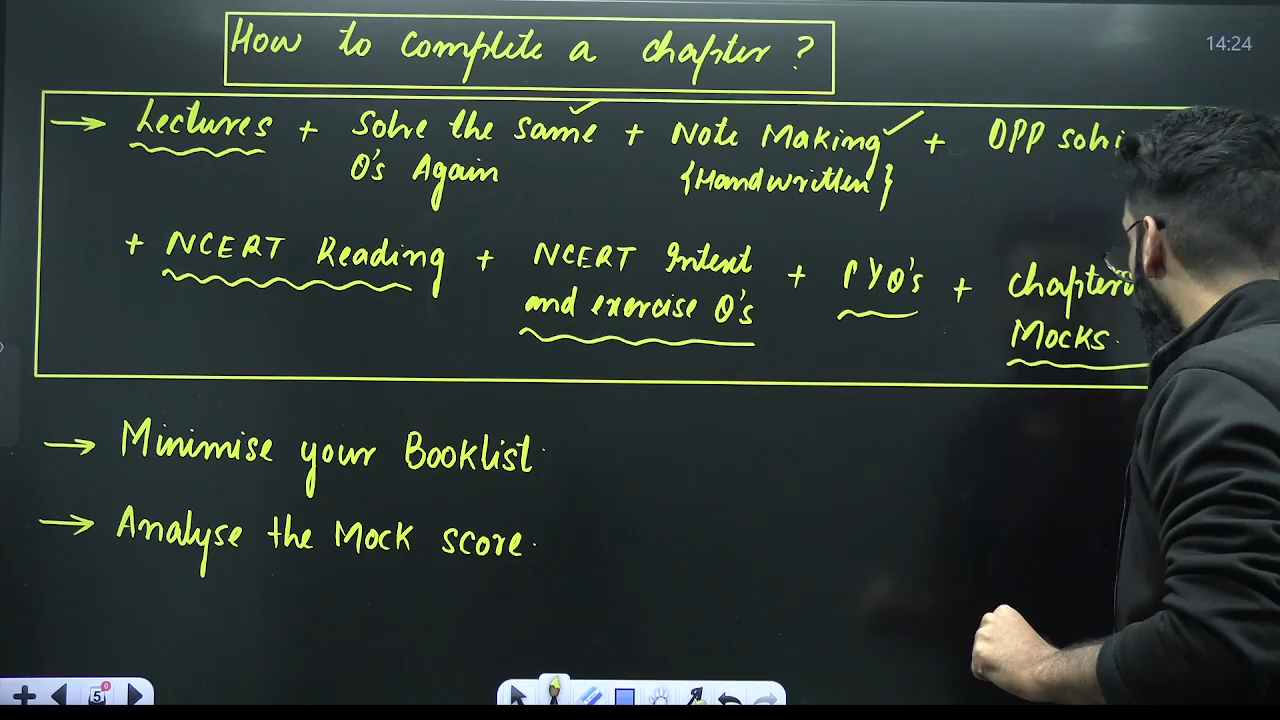 How to complete a chapter ?
14:24
→ Lectures + Solve the same + Note Making + DPP
Q's Again {Handwritten}
+ NCERT Reading + NCERT Intext + PYQ's +
and exercise Q's Mocks.
→ Minimise your Booklist.
→ Analyse the Mock score.
5